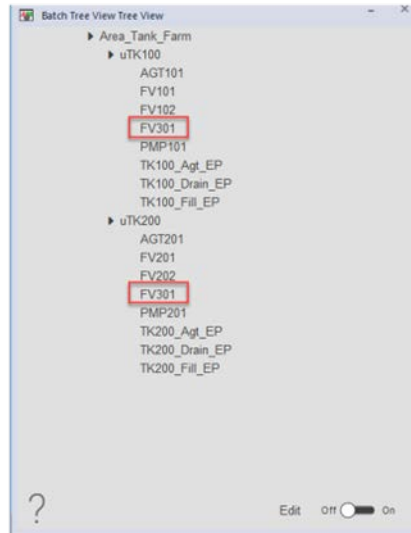 Batch Tree View Tree View
Area_Tank_Farm
uTK100
AGT101
FV101
FV102
FV301
PMP101
TK100_Agt_EP
TK100_Drain_EP
TK100_Fill_EP
uTK200
AGT201
FV201
FV202
FV301
PMP201
TK200_Agt_EP
TK200_Drain_EP
TK200_Fill_EP
? Edit Off On